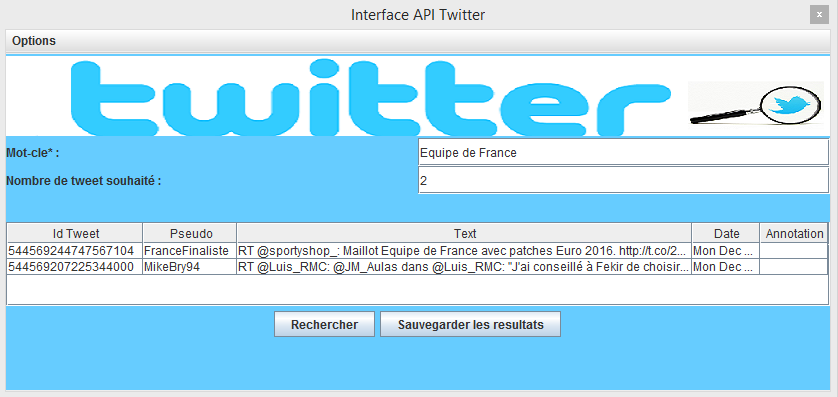 Interface API Twitter
x
Options
twitter
Mot-cle* : Equipe de France
Nombre de tweet souhaité : 2
Id Tweet Pseudo Text Date Annotation
544569244747567104 FranceFinaliste RT @sportyshop_: Maillot Equipe de France avec patches Euro 2016. http://t.co/2... Mon Dec ...
544569207225344000 MikeBry94 RT @Luis_RMC: @JM_Aulas dans @Luis_RMC: "J'ai conseillé à Fekir de choisir... Mon Dec ...
Rechercher Sauvegarder les resultats